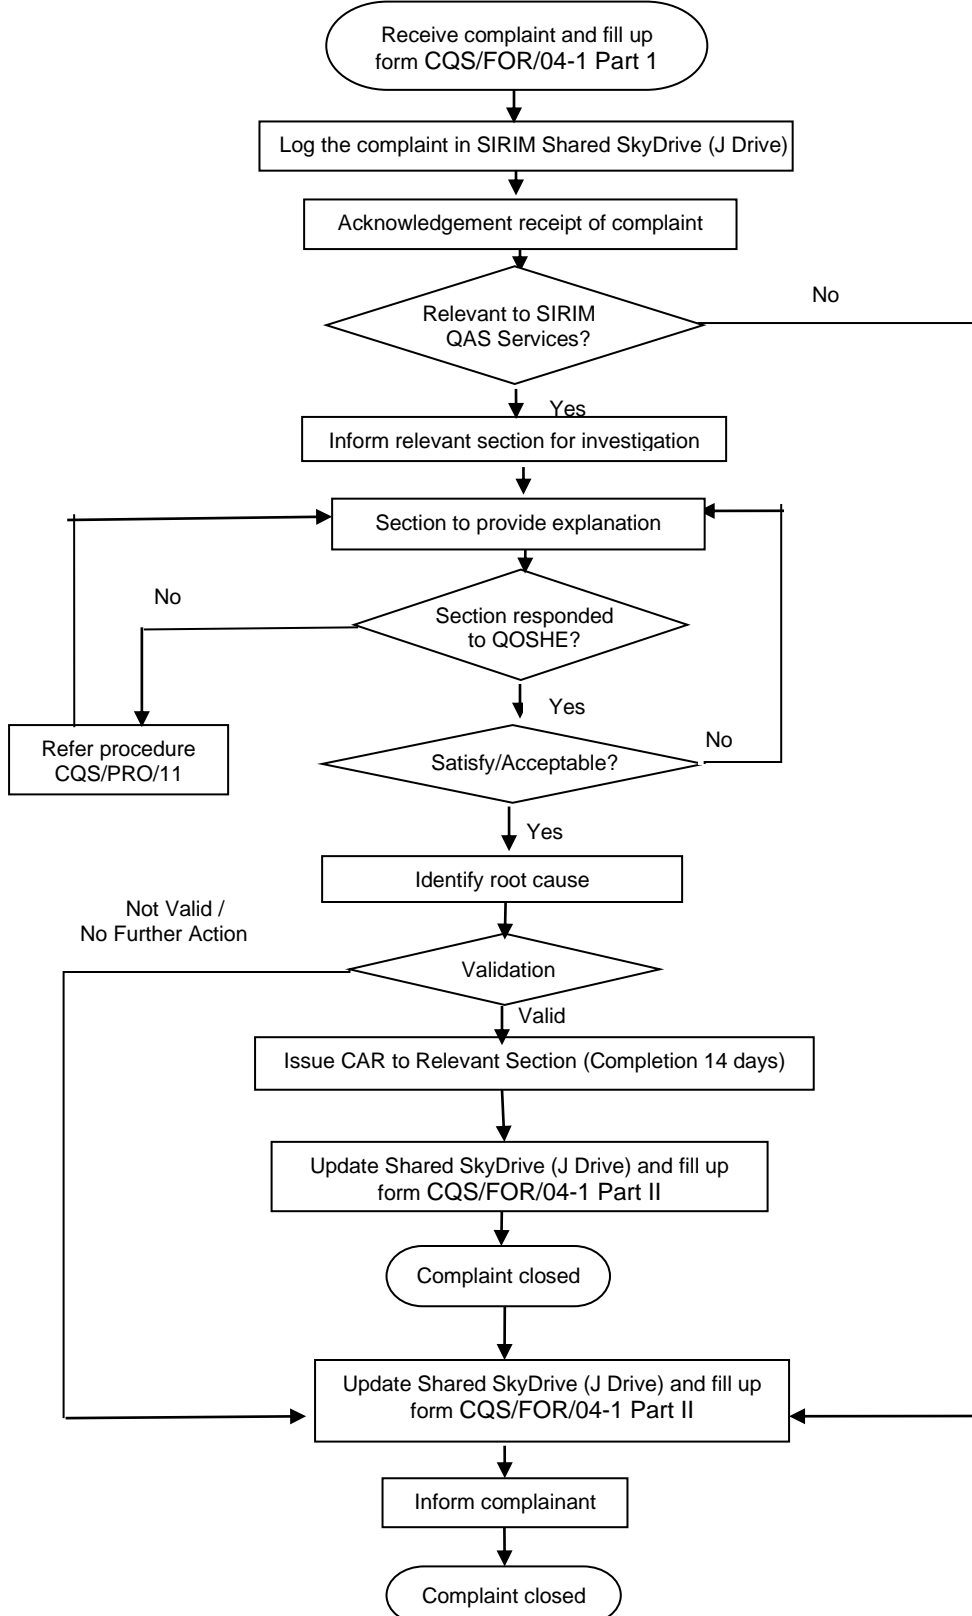 Receive complaint and fill up
form CQS/FOR/04-1 Part 1
Log the complaint in SIRIM Shared SkyDrive (J Drive)
Acknowledgement receipt of complaint
No
Relevant to SIRIM
QAS Services?
Yes
Inform relevant section for investigation
Section to provide explanation
No
Section responded
to QOSHE?
Yes
Refer procedure
CQS/PRO/11
Satisfy/Acceptable?
No
Yes
Identify root cause
Not Valid /
No Further Action
Validation
Valid
Issue CAR to Relevant Section (Completion 14 days)
Update Shared SkyDrive (J Drive) and fill up
form CQS/FOR/04-1 Part II
Complaint closed
Update Shared SkyDrive (J Drive) and fill up
form CQS/FOR/04-1 Part II
Inform complainant
Complaint closed